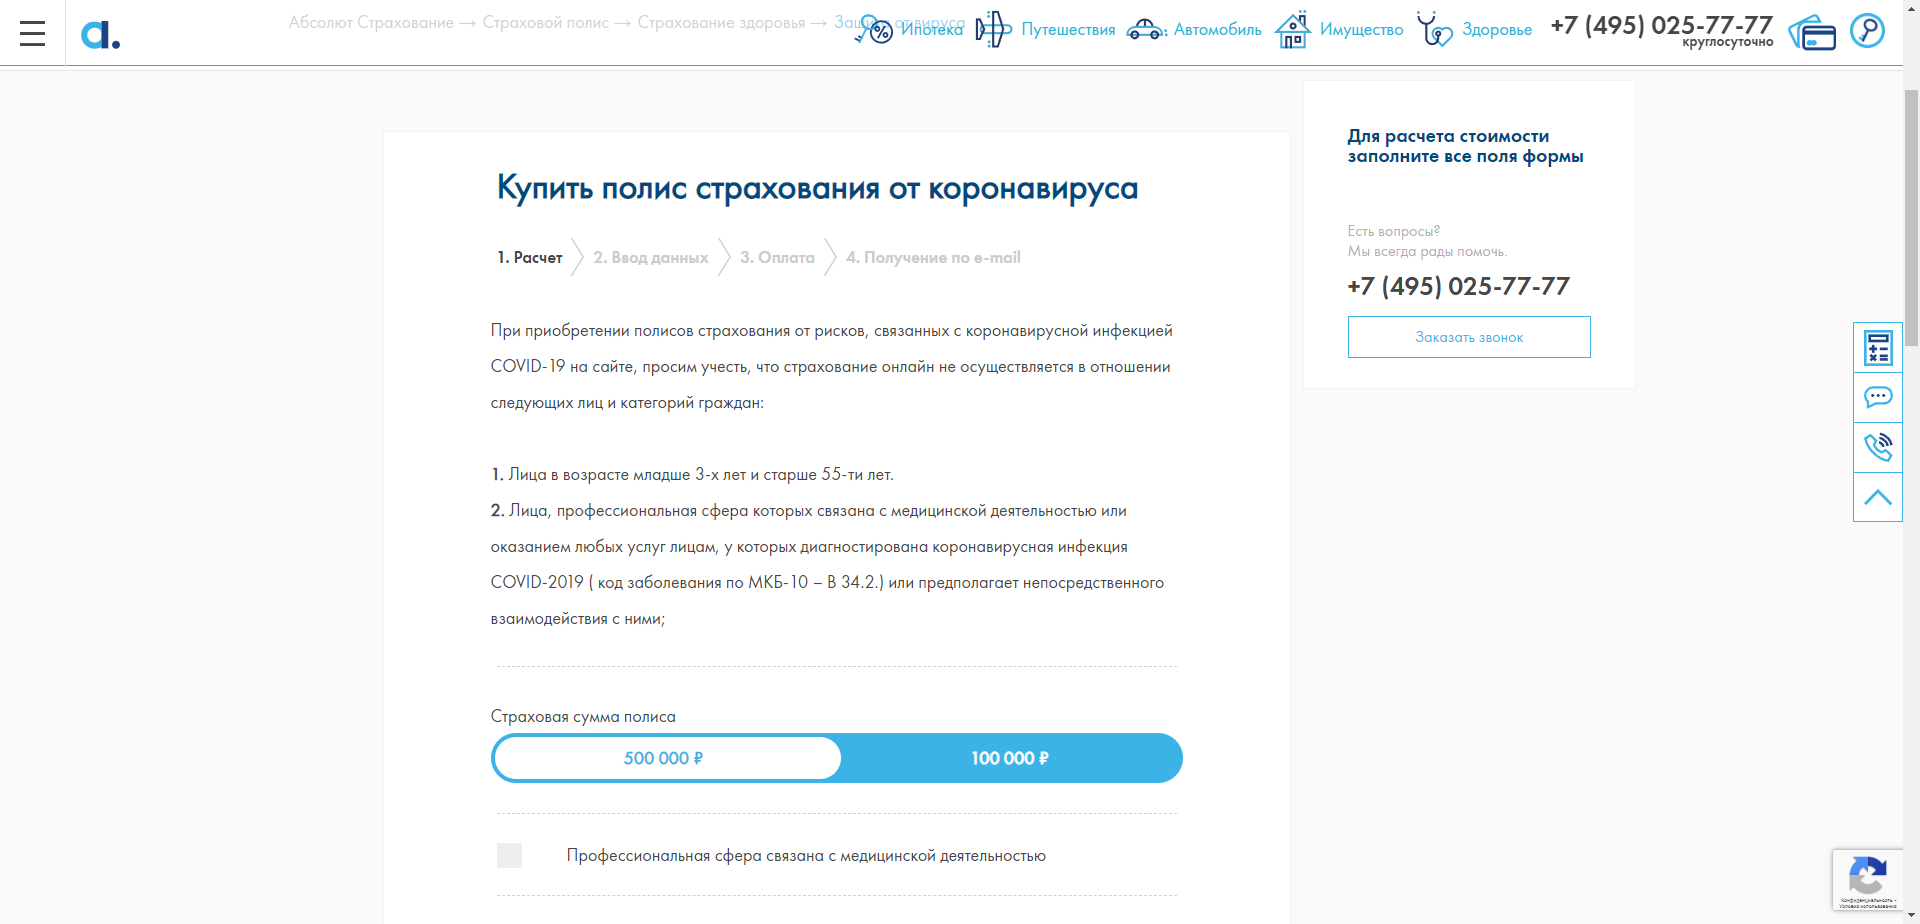 Абсолют Страхование → Страховой полис → Страхование здоровья → Защита от вируса
a.
Ипотека
Путешествия
Автомобиль
Имущество
Здоровье
+7 (495) 025-77-77
круглосуточно
Для расчета стоимости
заполните все поля формы
Купить полис страхования от коронавируса
Есть вопросы?
Мы всегда рады помочь.
1. Расчет
2. Ввод данных
3. Оплата
4. Получение по e-mail
+7 (495) 025-77-77
Заказать звонок
При приобретении полисов страхования от рисков, связанных с коронавирусной инфекцией
COVID-19 на сайте, просим учесть, что страхование онлайн не осуществляется в отношении
следующих лиц и категорий граждан:
1. Лица в возрасте младше 3-х лет и старше 55-ти лет.
2. Лица, профессиональная сфера которых связана с медицинской деятельностью или
оказанием любых услуг лицам, у которых диагностирована коронавирусная инфекция
COVID-2019 ( код заболевания по МКБ-10 – В 34.2.) или предполагает непосредственного
взаимодействия с ними;
Страховая сумма полиса
500 000 ₽
100 000 ₽
Профессиональная сфера связана с медицинской деятельностью
Конфиденциальность -
Условия использования